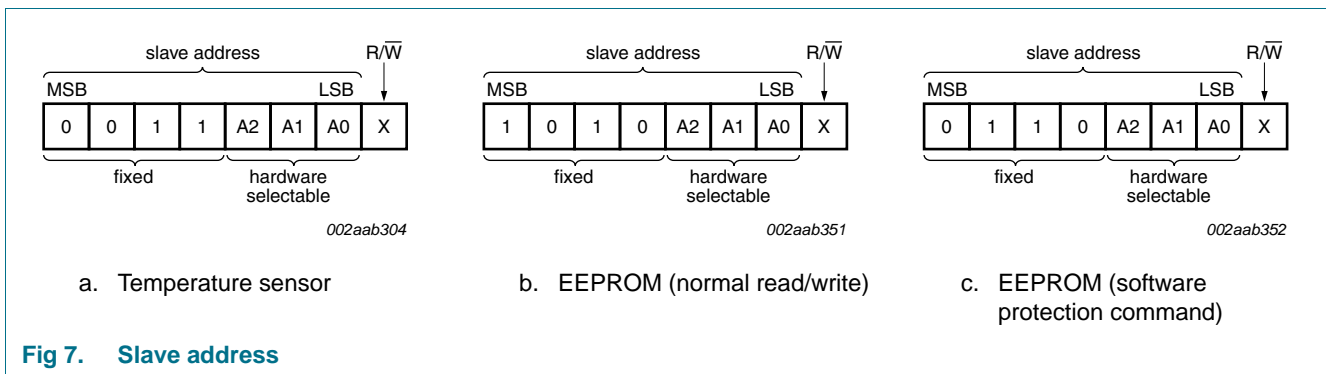 slave address
R/W̅
MSB
LSB
0 0 1 1 A2 A1 A0 X
fixed
hardware
selectable
002aab304
a. Temperature sensor
slave address
R/W̅
MSB
LSB
1 0 1 0 A2 A1 A0 X
fixed
hardware
selectable
002aab351
b. EEPROM (normal read/write)
slave address
R/W̅
MSB
LSB
0 1 1 0 A2 A1 A0 X
fixed
hardware
selectable
002aab352
c. EEPROM (software
protection command)
Fig 7. Slave address